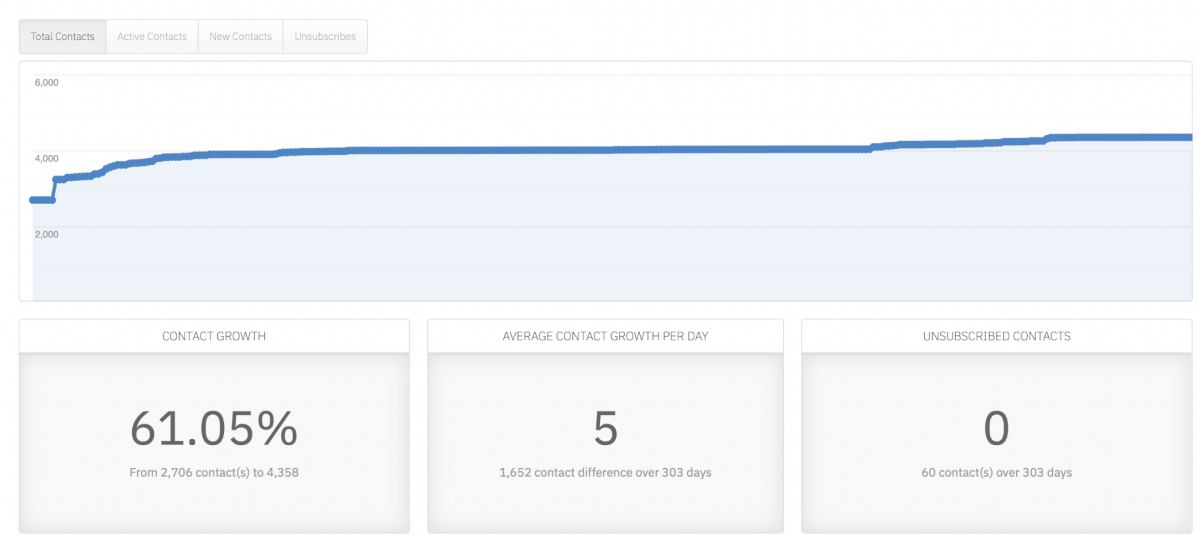 Total Contacts Active Contacts New Contacts Unsubscribes
6,000
4,000
2,000
CONTACT GROWTH
61.05%
From 2,706 contact(s) to 4,358
AVERAGE CONTACT GROWTH PER DAY
5
1,652 contact difference over 303 days
UNSUBSCRIBED CONTACTS
0
60 contact(s) over 303 days